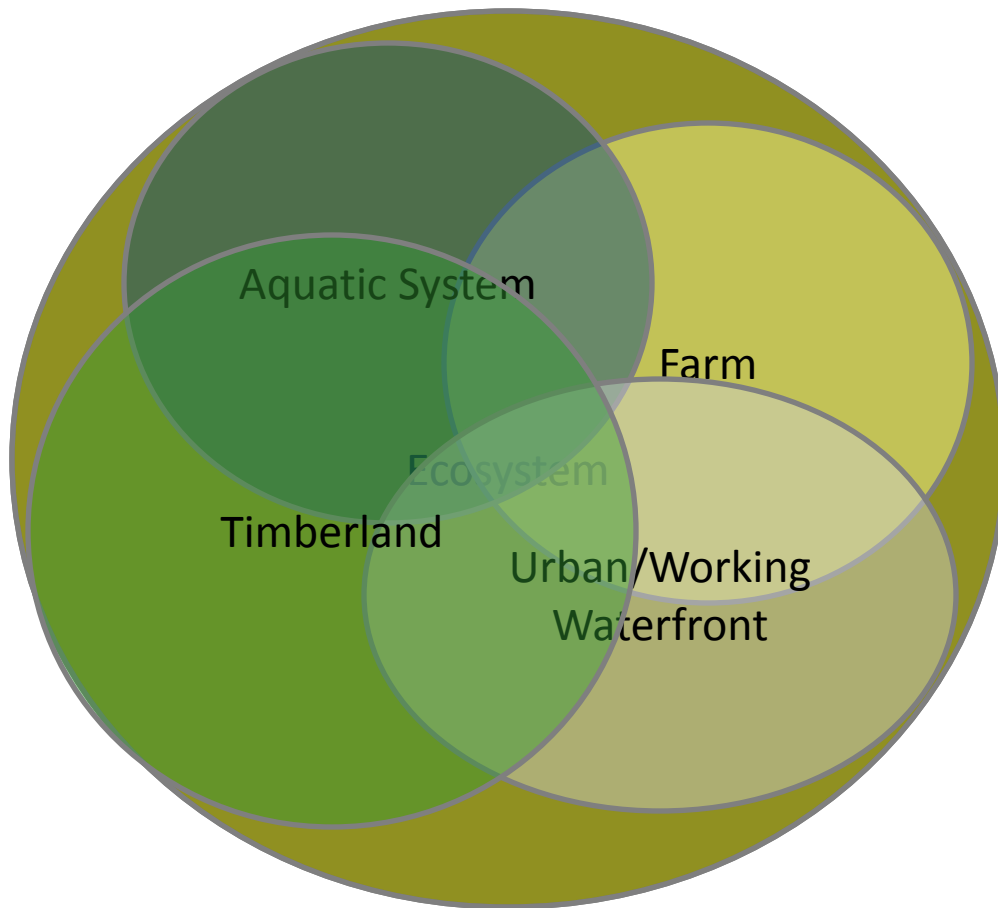 Aquatic System
Farm
Ecosystem
Timberland
Urban/Working
Waterfront